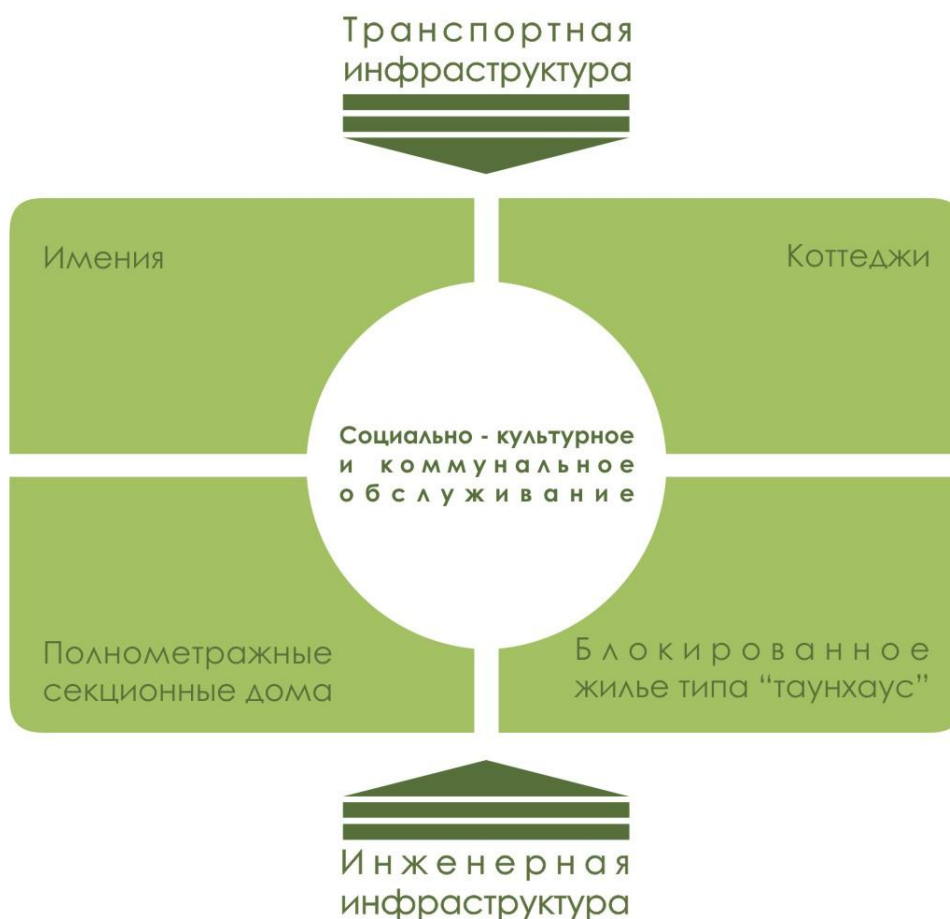 Транспортная
инфраструктура
Имения
Коттеджи
Социально - культурное
и коммунальное
обслуживание
Полнометражные
секционные дома
Блокированное
жилье типа “таунхаус”
Инженерная
инфраструктура